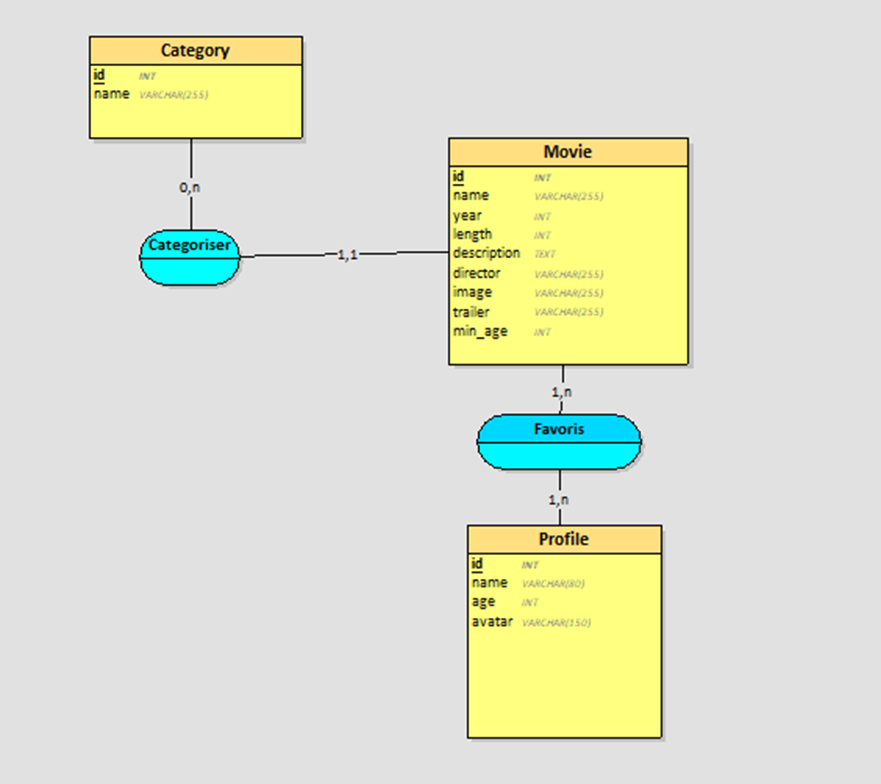 Category
id INT
name VARCHAR(255)
0,n
Categoriser
1,1
Movie
id INT
name VARCHAR(255)
year INT
length INT
description TEXT
director VARCHAR(255)
image VARCHAR(255)
trailer VARCHAR(255)
min_age INT
1,n
Favoris
1,n
Profile
id INT
name VARCHAR(80)
age INT
avatar VARCHAR(150)